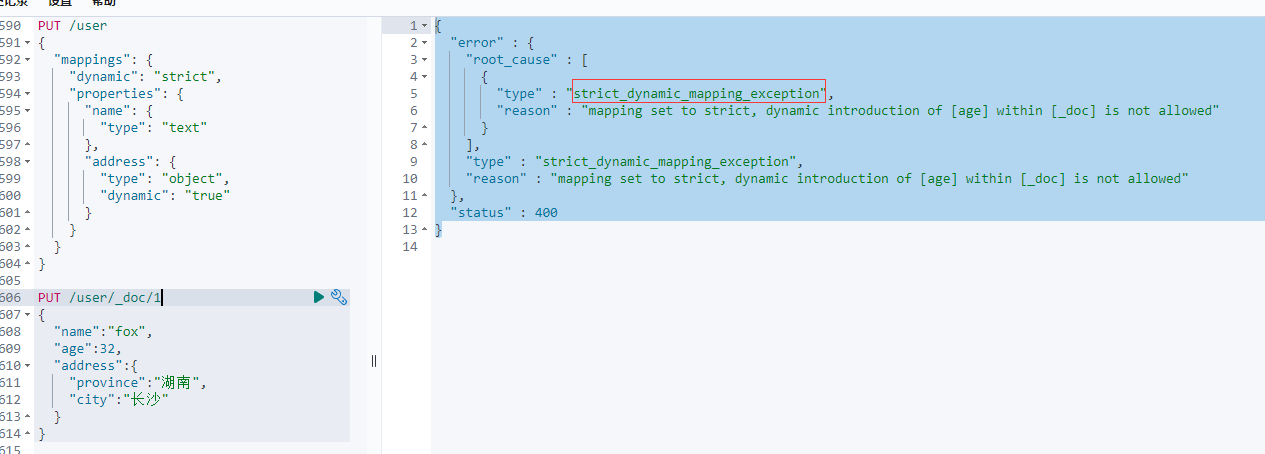 设置
帮助
590 PUT /user
591 {
592 "mappings": {
593 "dynamic": "strict",
594 "properties": {
595 "name": {
596 "type": "text"
597 },
598 "address": {
599 "type": "object",
600 "dynamic": "true"
601 }
602 }
603 }
604 }
605
606 PUT /user/_doc/1
607 {
608 "name":"fox",
609 "age":32,
610 "address":{
611 "province":"湖南",
612 "city":"长沙"
613 }
614 }
615
1 {
2 "error" : {
3 "root_cause" : [
4 {
5 "type" : "strict_dynamic_mapping_exception",
6 "reason" : "mapping set to strict, dynamic introduction of [age] within [_doc] is not allowed"
7 }
8 ],
9 "type" : "strict_dynamic_mapping_exception",
10 "reason" : "mapping set to strict, dynamic introduction of [age] within [_doc] is not allowed"
11 },
12 "status" : 400
13 }
14